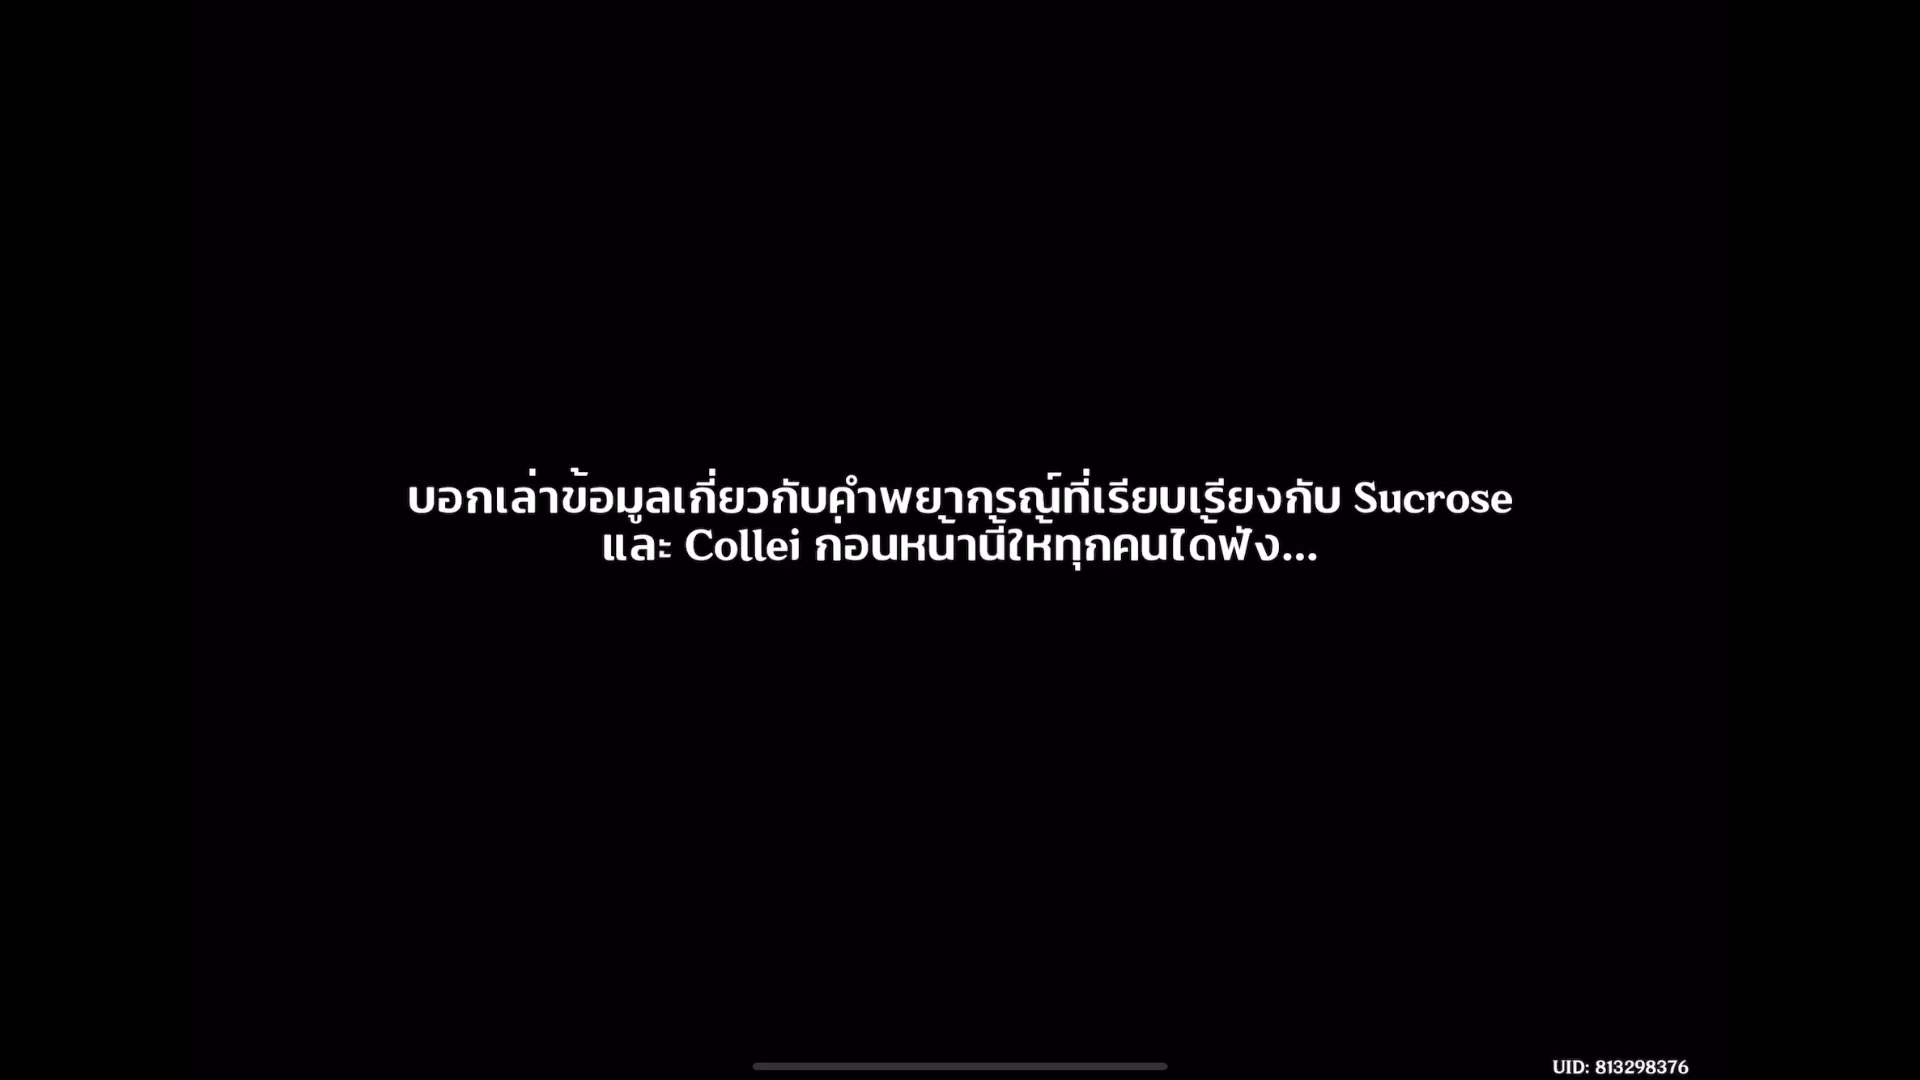 บอกเล่าข้อมูลเกี่ยวกับคำพยากรณ์ที่เรียบเรียงกับ Sucrose
และ Collei ก่อนหน้านี้ให้ทุกคนได้ฟัง...
UID: 813298376